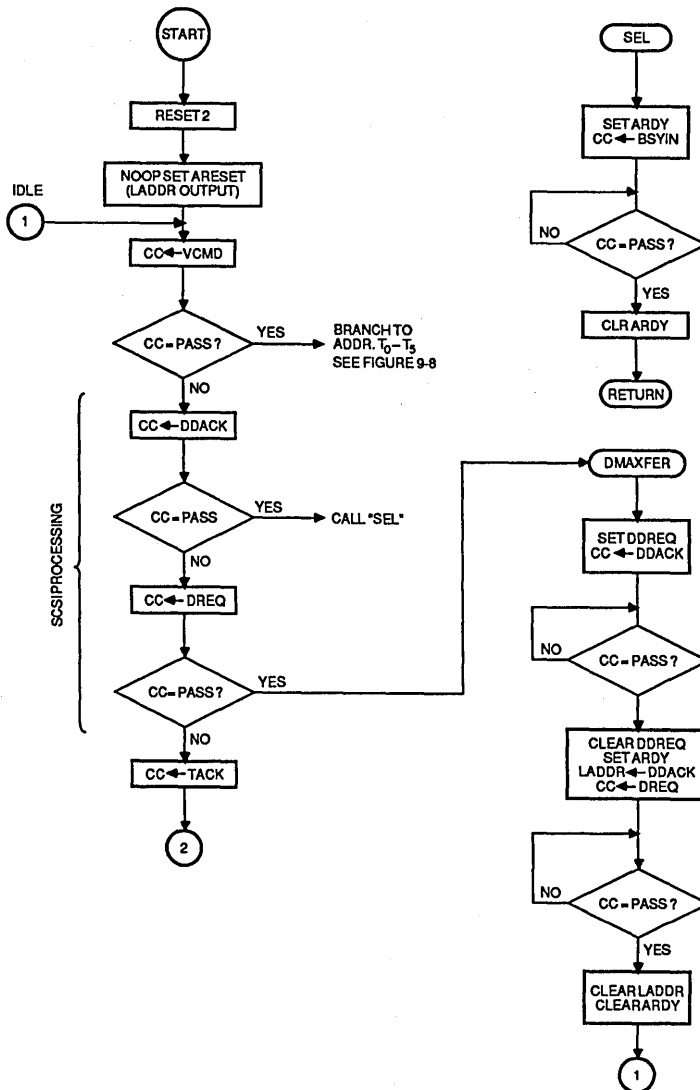 START
RESET 2
NOOP SET ARESET
(LADDR OUTPUT)
IDLE
1
CC←VCMD
CC = PASS?
YES
BRANCH TO
ADDR. T0–T5
SEE FIGURE 9-8
NO
SCSI PROCESSING
CC←DDACK
CC = PASS
YES
CALL "SEL"
NO
CC←DREQ
CC = PASS?
YES
NO
CC←TACK
2
SEL
SET ARDY
CC ← BSYIN
NO
CC = PASS?
YES
CLR ARDY
RETURN
DMAXFER
SET DDREQ
CC ← DDACK
NO
CC = PASS?
CLEAR DDREQ
SET ARDY
LADDR ← DDACK
CC ← DREQ
NO
CC = PASS?
YES
CLEAR LADDR
CLEAR ARDY
1